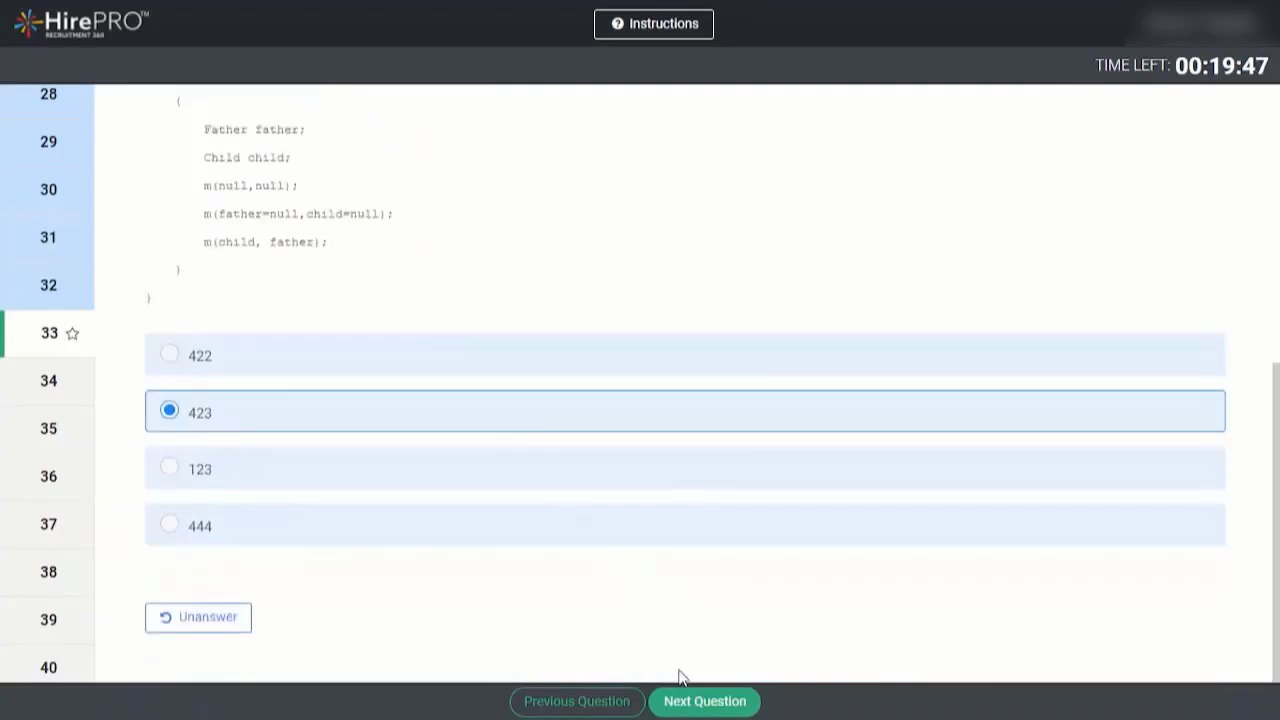 HirePRO™
RECRUITMENT 360
Instructions
TIME LEFT: 00:19:47
28
29
30
31
32
33
34
35
36
37
38
39
40
{
Father father;
Child child;
m(null,null);
m(father=null,child=null);
m(child, father);
}
}
422
423
123
444
Unanswer
Previous Question
Next Question